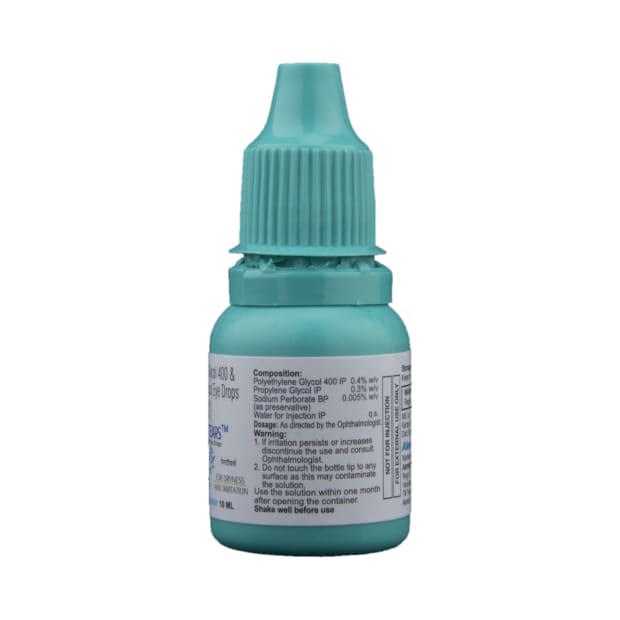 400 &
Eye Drops
TEARS™
FOR DRYNESS
AND IRRITATION
10 ML
Composition:
Polyethylene Glycol 400 IP 0.4% w/v
Propylene Glycol IP 0.3% w/v
Sodium Perborate BP 0.005% w/v
(as preservative)
Water for Injection IP q.s.
Dosage: As directed by the Ophthalmologist.
Warning:
1. If irritation persists or increases
discontinue the use and consult
Ophthalmologist.
2. Do not touch the bottle tip to any
surface as this may contaminate
the solution.
Use the solution within one month
after opening the container.
Shake well before use
NOT FOR INJECTION
FOR EXTERNAL USE ONLY